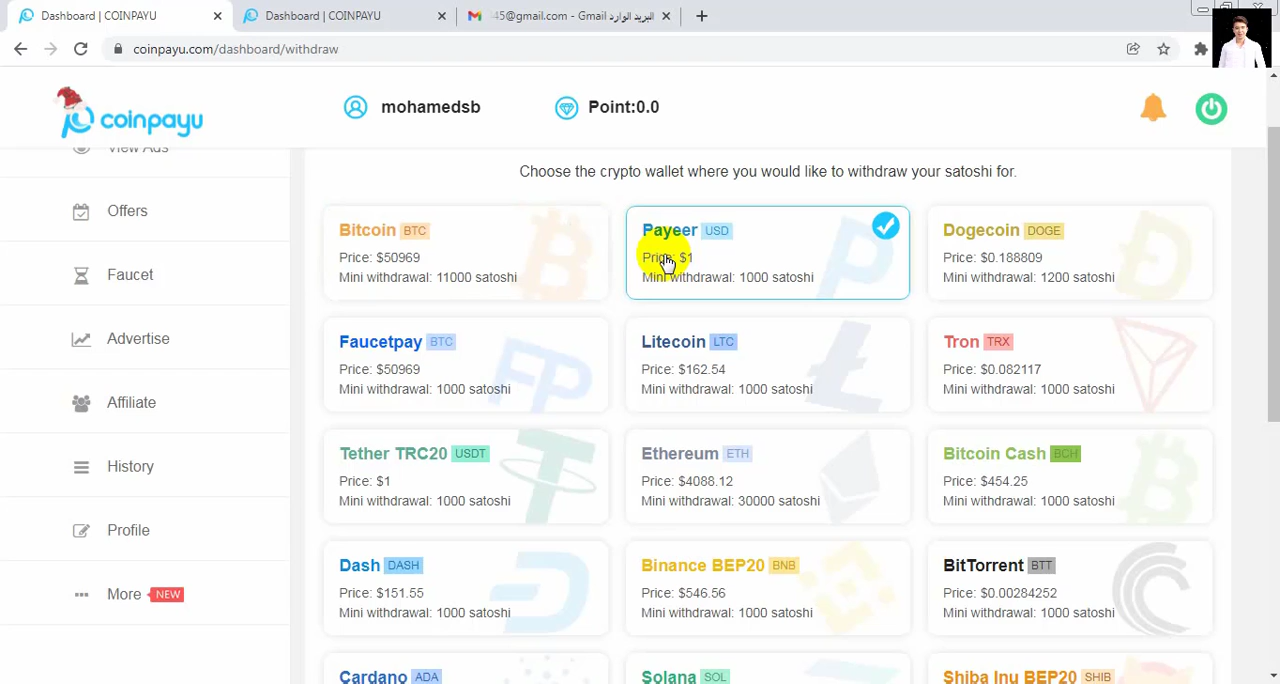 Dashboard | COINPAYU
Dashboard | COINPAYU
45@gmail.com - Gmail البريد الوارد
coinpayu.com/dashboard/withdraw
coinpayu
mohamedsb
Point:0.0
View Ads
Offers
Faucet
Advertise
Affiliate
History
Profile
More NEW
Choose the crypto wallet where you would like to withdraw your satoshi for.
Bitcoin BTC
Price: $50969
Mini withdrawal: 11000 satoshi
Payeer USD
Price: $1
Mini withdrawal: 1000 satoshi
Dogecoin DOGE
Price: $0.188809
Mini withdrawal: 1200 satoshi
Faucetpay BTC
Price: $50969
Mini withdrawal: 1000 satoshi
Litecoin LTC
Price: $162.54
Mini withdrawal: 1000 satoshi
Tron TRX
Price: $0.082117
Mini withdrawal: 1000 satoshi
Tether TRC20 USDT
Price: $1
Mini withdrawal: 1000 satoshi
Ethereum ETH
Price: $4088.12
Mini withdrawal: 30000 satoshi
Bitcoin Cash BCH
Price: $454.25
Mini withdrawal: 1000 satoshi
Dash DASH
Price: $151.55
Mini withdrawal: 1000 satoshi
Binance BEP20 BNB
Price: $546.56
Mini withdrawal: 1000 satoshi
BitTorrent BTT
Price: $0.00284252
Mini withdrawal: 1000 satoshi
Cardano ADA
Solana SOL
Shiba Inu BEP20 SHIB